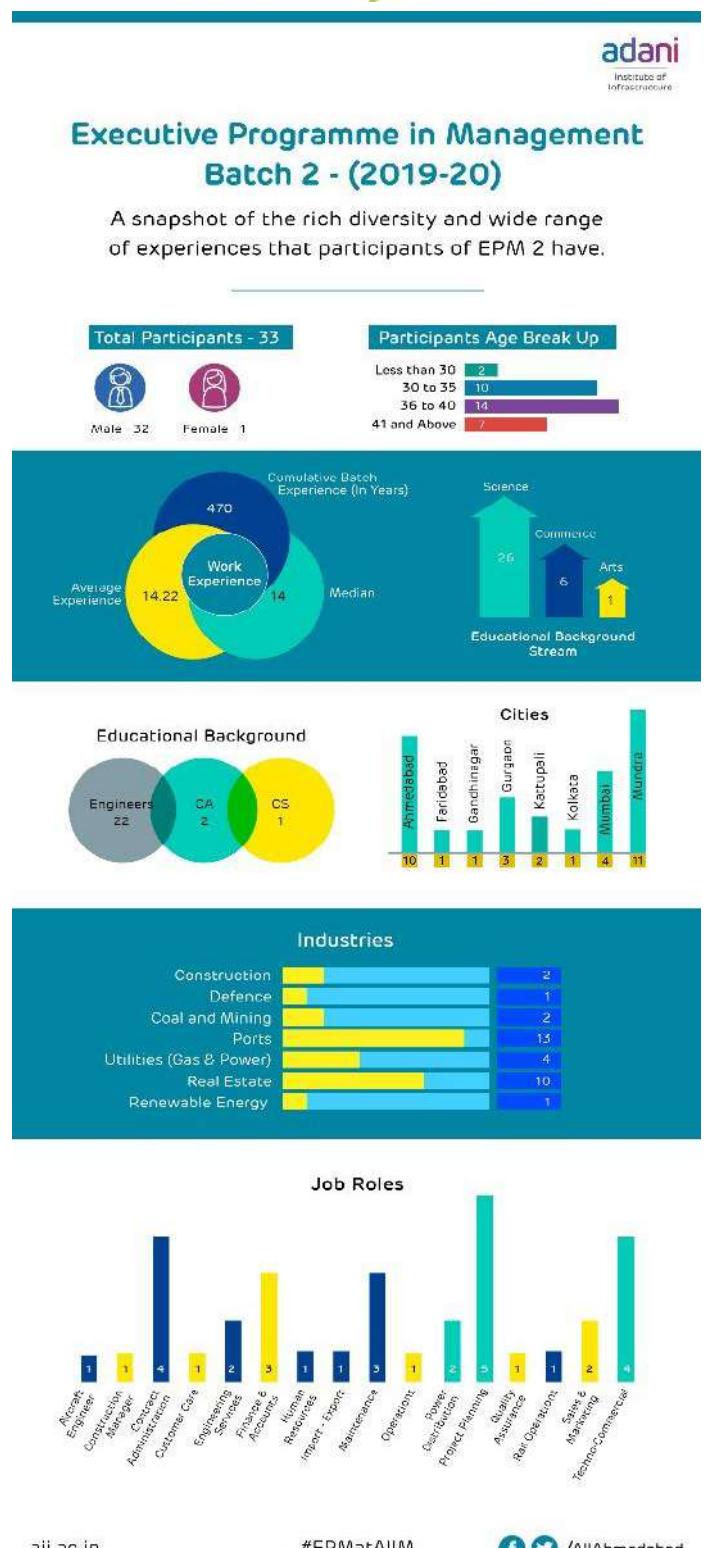 adani
Institute of
Infrastructure
Executive Programme in Management
Batch 2 - (2019-20)
A snapshot of the rich diversity and wide range
of experiences that participants of EPM 2 have.
Total Participants - 33
Male - 32
Female - 1
Participants Age Break Up
Less than 30 2
30 to 35 10
36 to 40 14
41 and Above 7
Cumulative Batch
Experience (In Years)
470
Work
Experience
Average
Experience
14.22
14
Median
Science
26
Commerce
6
Arts
1
Educational Background
Stream
Educational Background
Engineers
22
CA
2
CS
1
Cities
Ahmedabad
Faridabad
Gandhinagar
Gurgaon
Kattupali
Kolkata
Mumbai
Mundra
10 1 1 3 2 1 4 11
Industries
Construction 2
Defence 1
Coal and Mining 2
Ports 13
Utilities (Gas & Power) 4
Real Estate 10
Renewable Energy 1
Job Roles
1 1 4 1 2 3 1 1 3 1 2 5 1 1 2 4
Aircraft
Engineer
Construction
Manager
Contract
Administration
Customer Care
Engineering
Services
Finance &
Accounts
Human
Resources
Import - Export
Maintenance
Operations
Power
Distribution
Project Planning
Quality
Assurance
Rail Operations
Sales &
Marketing
Techno-Commercial
aii.ac.in
#EPMatAIIM
/AIIAhmedabad